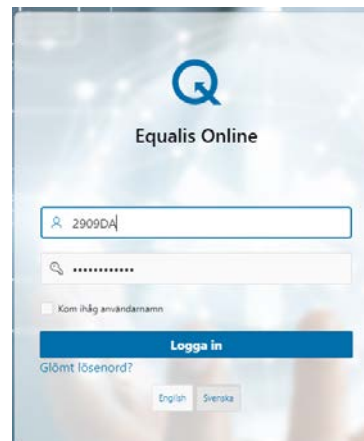 Equalis Online
2909DA
••••••••••••
Kom ihåg användarnamn
Logga in
Glömt lösenord?
English Svenska